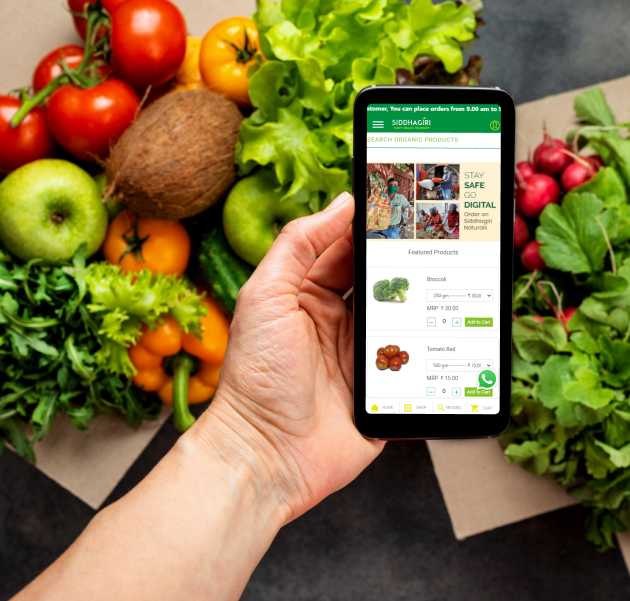 stomer, You can place orders from 9.00 am to 5
SIDDHAGIRI
SEARCH ORGANIC PRODUCTS
STAY
SAFE
GO
DIGITAL
Order on
Siddhagiri
Naturals
Featured Products
Broccoli
250 gm ---------- ₹ 30.00
MRP ₹ 30.00
- 0 + Add to Cart
Tomato Red
500 gm ---------- ₹ 15.00
MRP ₹ 15.00
- 0 + Add to Cart
HOME SHOP CART